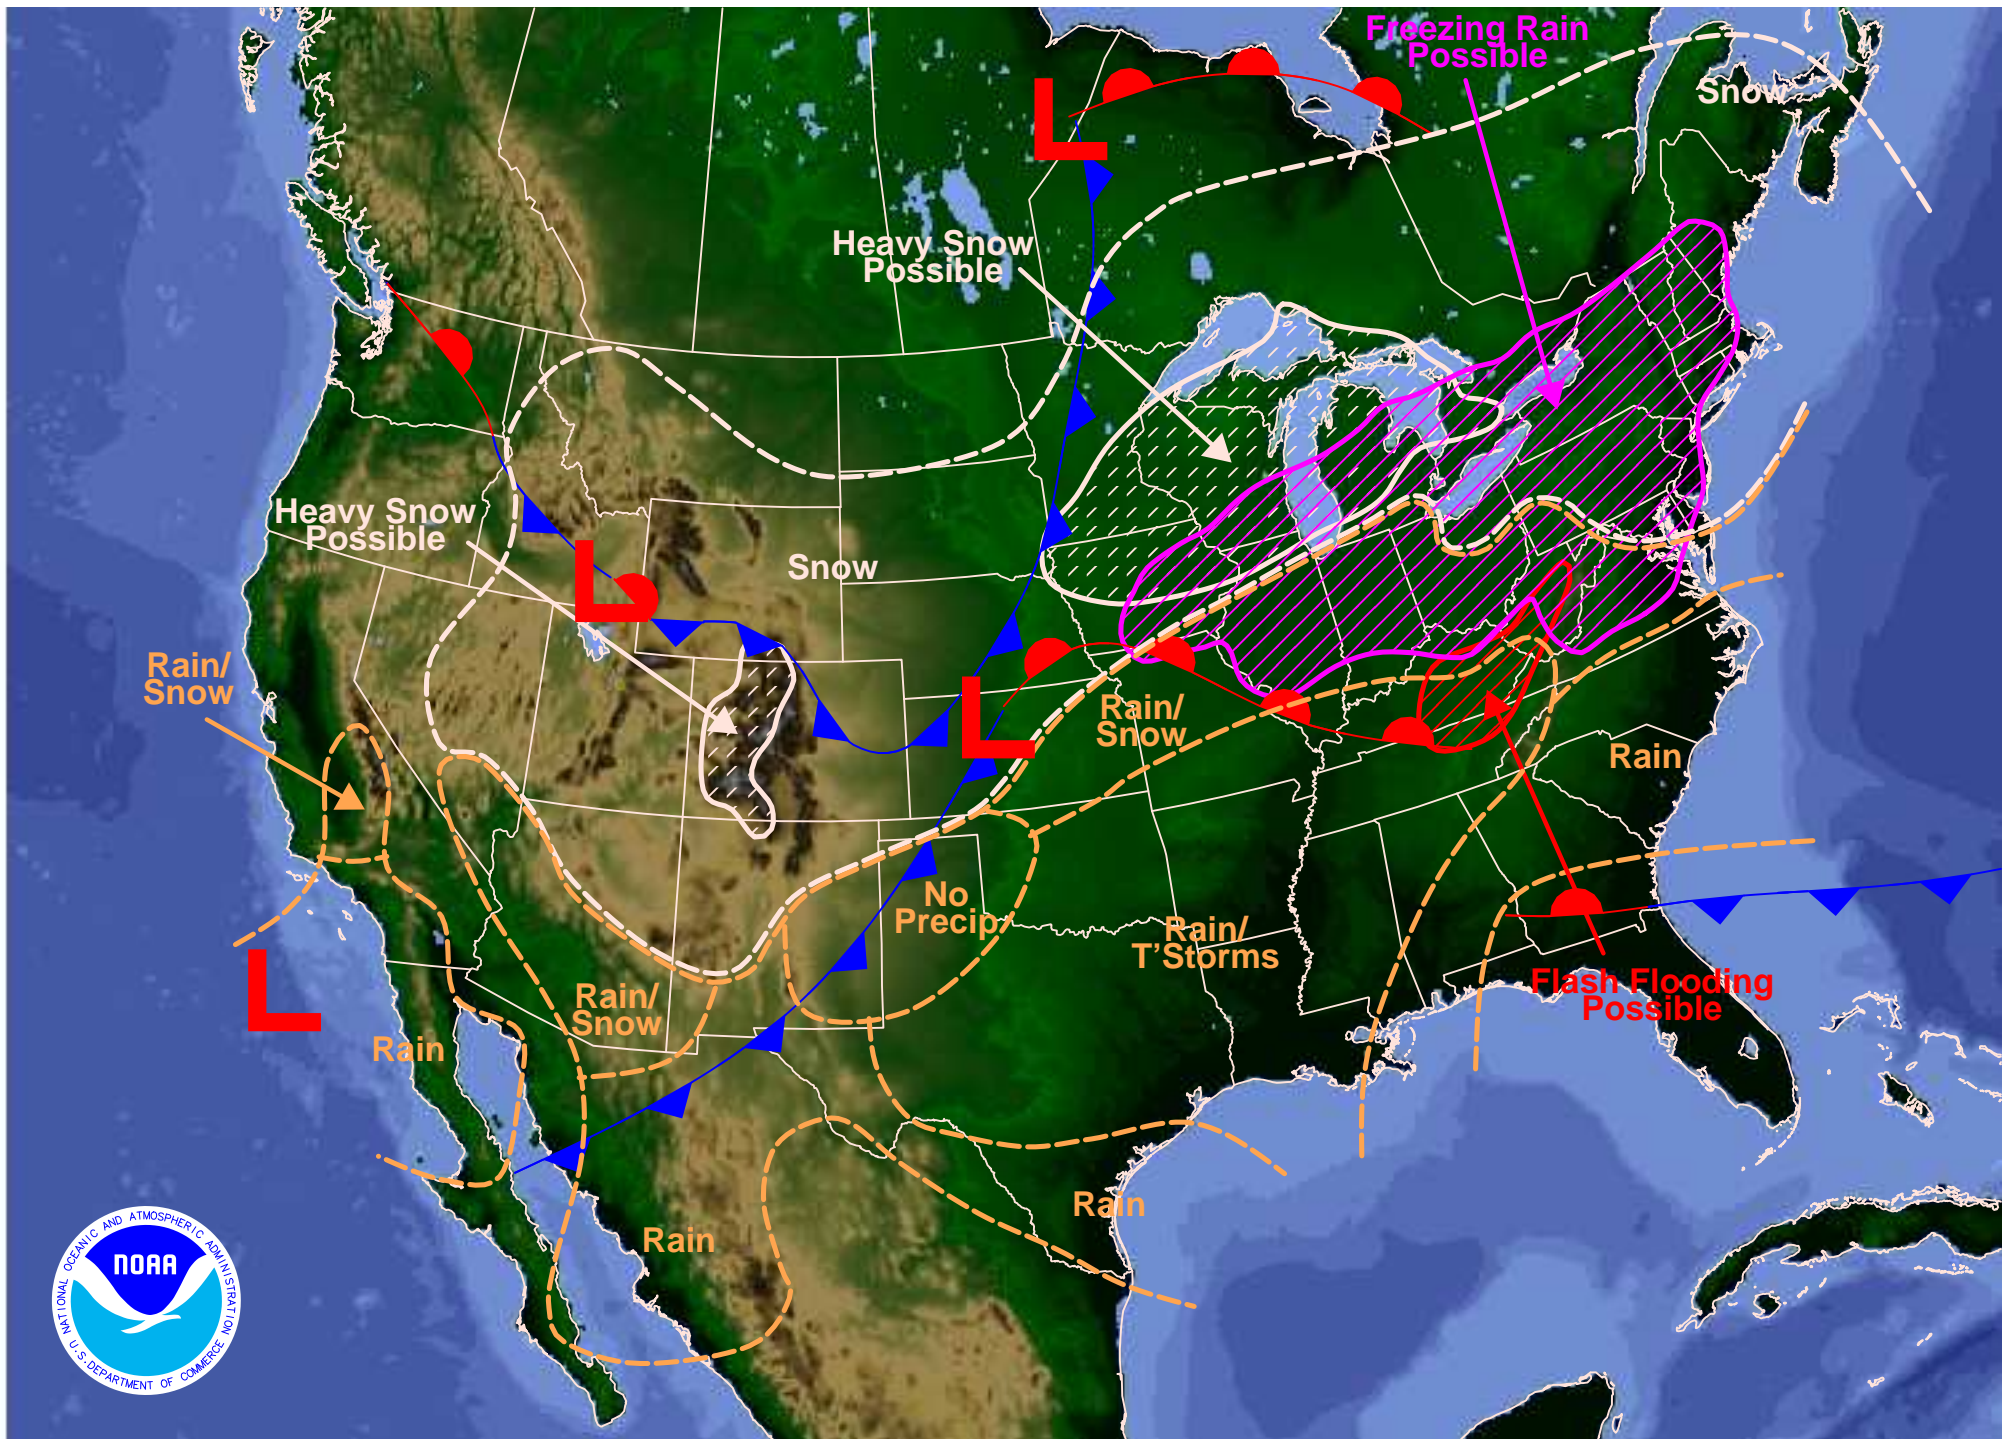 Freezing Rain
Possible
Snow
L
Heavy Snow
Possible
Heavy Snow
Possible
L
Snow
Rain/
Snow
L
Rain/
Snow
Rain
No
Precip
Rain/
T'Storms
L
Rain/
Snow
Flash Flooding
Possible
Rain
Rain
Rain
NATIONAL OCEANIC AND ATMOSPHERIC ADMINISTRATION
NOAA
U.S. DEPARTMENT OF COMMERCE